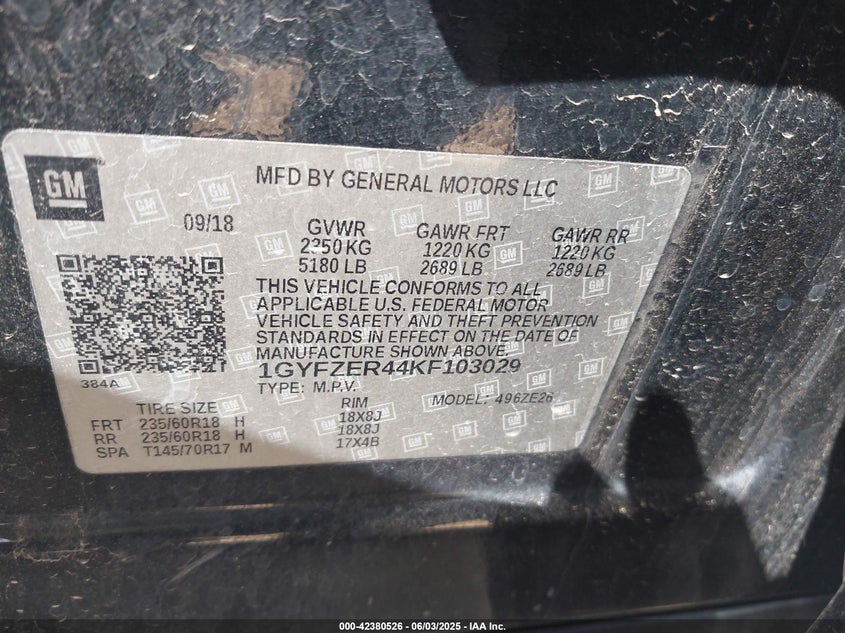 GM
MFD BY GENERAL MOTORS LLC
09/18
GVWR GAWR FRT GAWR RR
2350 KG 1220 KG 1220 KG
5180 LB 2689 LB 2689 LB
THIS VEHICLE CONFORMS TO ALL
APPLICABLE U.S. FEDERAL MOTOR
VEHICLE SAFETY AND THEFT PREVENTION
STANDARDS IN EFFECT ON THE DATE OF
MANUFACTURE SHOWN ABOVE.
1GYFZER44KF103029
384A
TYPE: M.P.V. MODEL: 496ZE26
TIRE SIZE RIM
FRT 235/60R18 H 18X8J
RR 235/60R18 H 18X8J
SPA T145/70R17 M 17X4B
000-42380526 - 06/03/2025 - IAA Inc.